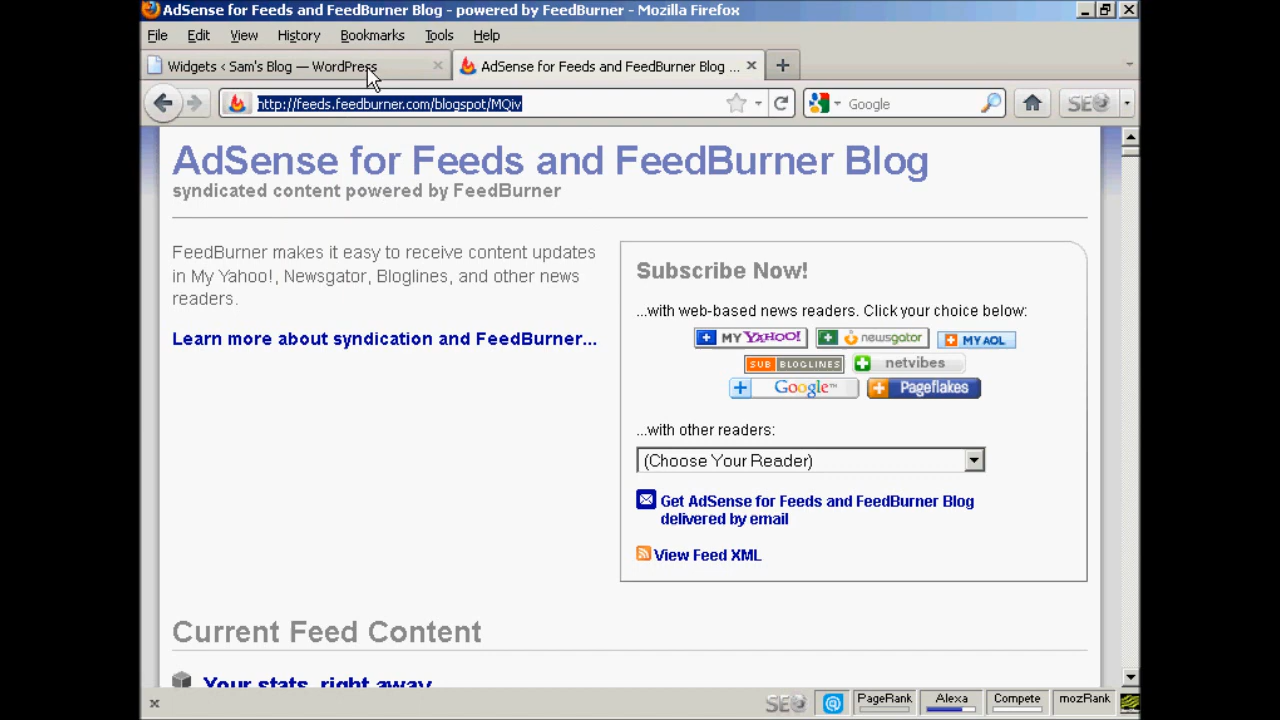 AdSense for Feeds and FeedBurner Blog - powered by FeedBurner - Mozilla Firefox
File Edit View History Bookmarks Tools Help
Widgets < Sam's Blog — WordPress
AdSense for Feeds and FeedBurner Blog ...
http://feeds.feedburner.com/blogspot/MQiv
Google
SEO
AdSense for Feeds and FeedBurner Blog
syndicated content powered by FeedBurner
FeedBurner makes it easy to receive content updates
in My Yahoo!, Newsgator, Bloglines, and other news
readers.
Learn more about syndication and FeedBurner...
Subscribe Now!
...with web-based news readers. Click your choice below:
MY YAHOO! newsgator MY AOL
SUB BLOGLINES netvibes
Google™ Pageflakes
...with other readers:
(Choose Your Reader)
Get AdSense for Feeds and FeedBurner Blog
delivered by email
View Feed XML
Current Feed Content
Your stats, right away
SEO PageRank Alexa Compete mozRank